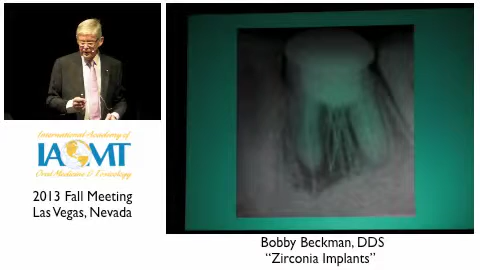 International Academy of
IAOMT
Oral Medicine & Toxicology
2013 Fall Meeting
Las Vegas, Nevada
Bobby Beckman, DDS
“Zirconia Implants”